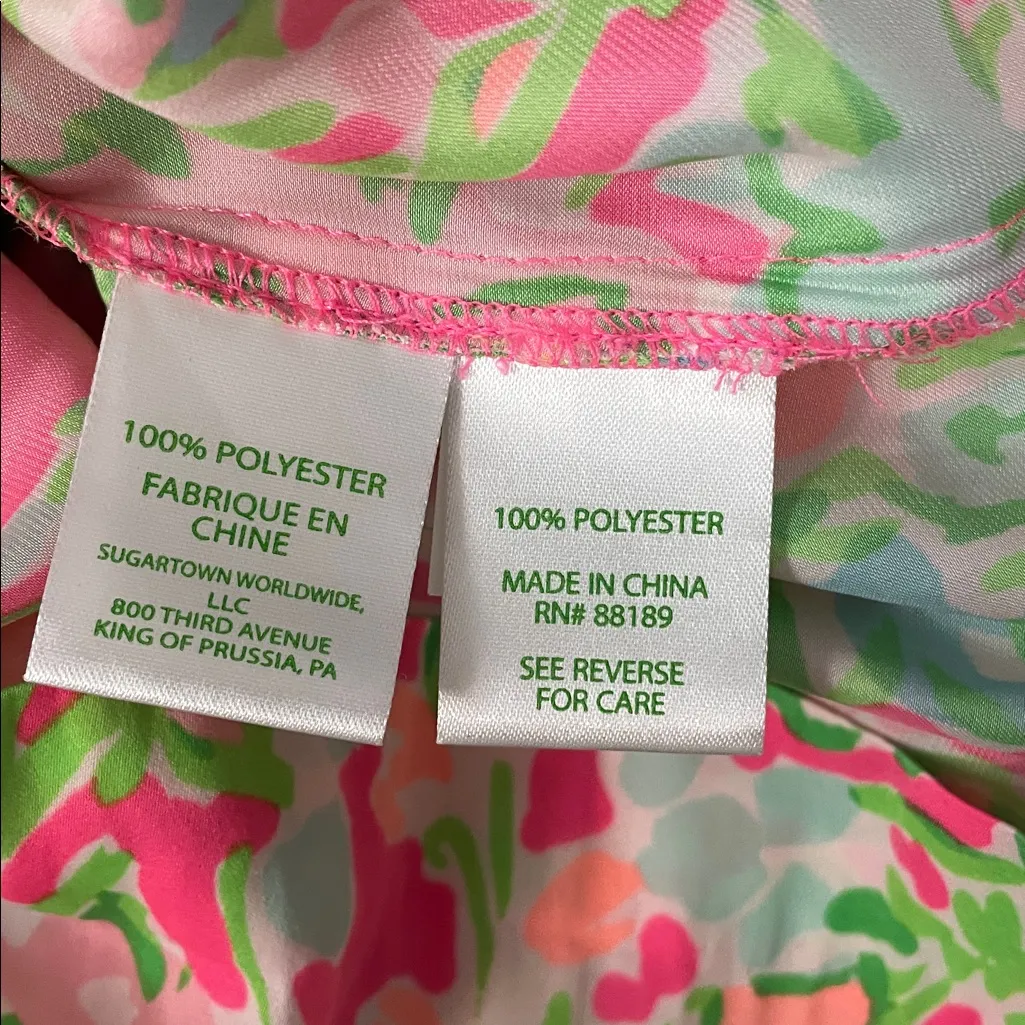 100% POLYESTER
FABRIQUE EN
CHINE
SUGARTOWN WORLDWIDE,
LLC
800 THIRD AVENUE
KING OF PRUSSIA, PA
100% POLYESTER
MADE IN CHINA
RN# 88189
SEE REVERSE
FOR CARE